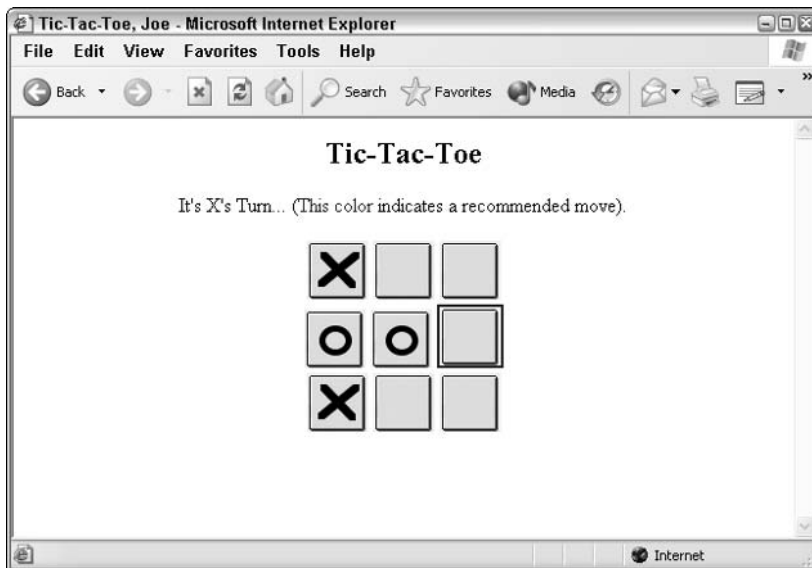 Tic-Tac-Toe, Joe - Microsoft Internet Explorer
File Edit View Favorites Tools Help
Back Search Favorites Media »
Tic-Tac-Toe
It's X's Turn... (This color indicates a recommended move).
X
O O
X
Internet